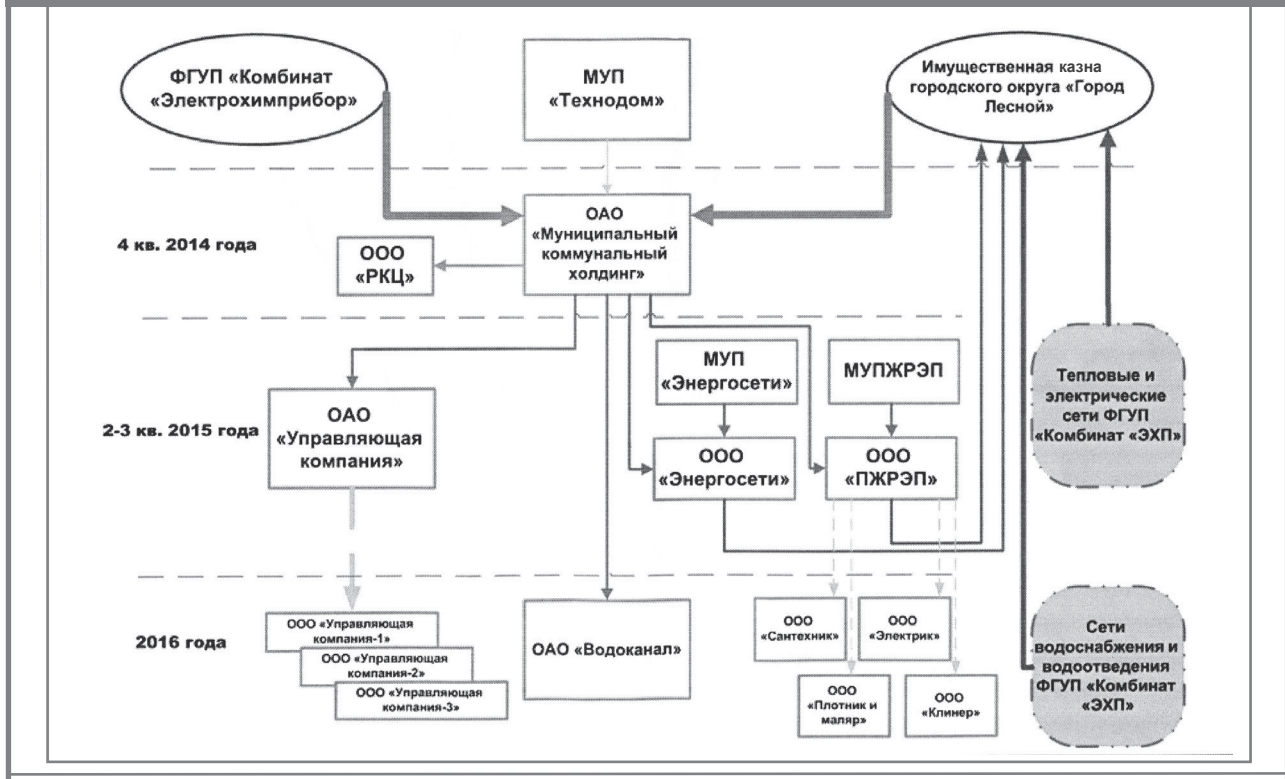 ФГУП «Комбинат
«Электрохимприбор»
МУП
«Технодом»
Имущественная казна
городского округа «Город
Лесной»
4 кв. 2014 года
ОАО
«Муниципальный
коммунальный
холдинг»
ООО
«РКЦ»
2-3 кв. 2015 года
ОАО
«Управляющая
компания»
МУП
«Энергосети»
МУПЖРЭП
ООО
«Энергосети»
ООО
«ПЖРЭП»
Тепловые и
электрические
сети ФГУП
«Комбинат «ЭХП»
2016 года
ООО «Управляющая
компания-1»
ООО «Управляющая
компания-2»
ООО «Управляющая
компания-3»
ОАО «Водоканал»
ООО
«Сантехник»
ООО
«Электрик»
ООО
«Плотник и
маляр»
ООО
«Клинер»
Сети
водоснабжения и
водоотведения
ФГУП «Комбинат
«ЭХП»